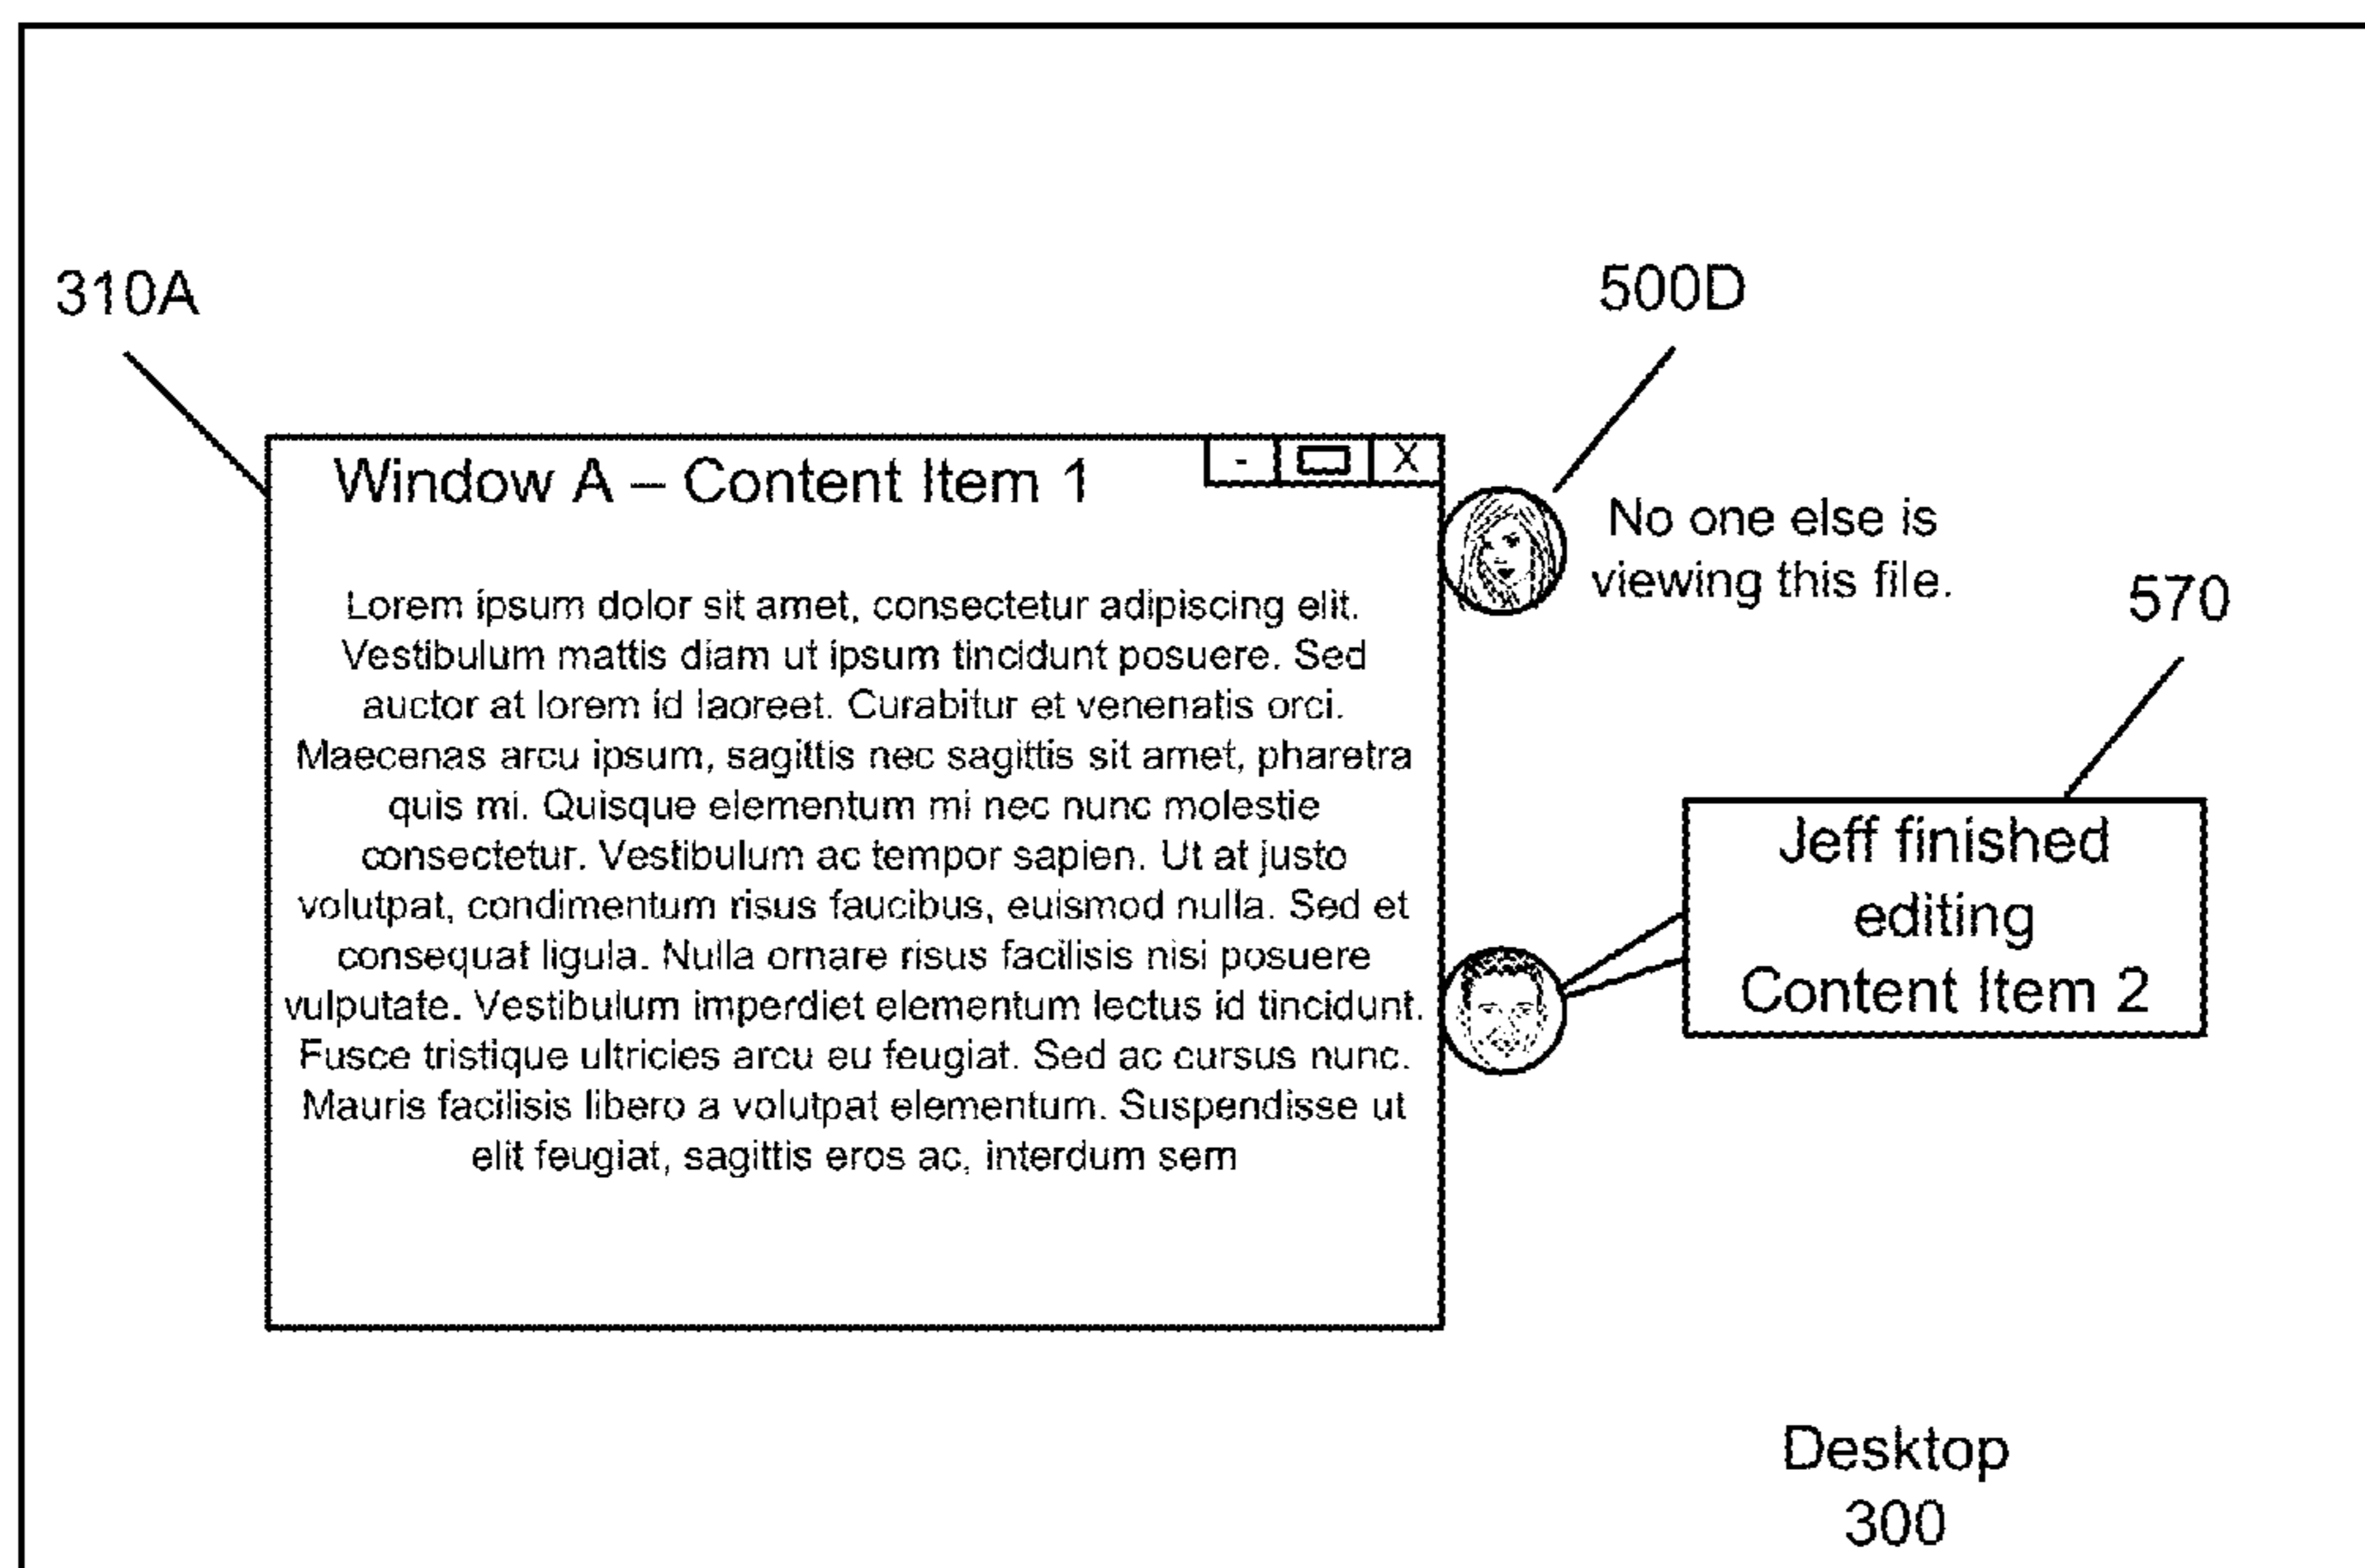 310A
500D
Window A – Content Item 1
- X
No one else is
viewing this file.
570
Lorem ipsum dolor sit amet, consectetur adipiscing elit.
Vestibulum mattis diam ut ipsum tincidunt posuere. Sed
auctor at lorem id laoreet. Curabitur et venenatis orci.
Maecenas arcu ipsum, sagittis nec sagittis sit amet, pharetra
quis mi. Quisque elementum mi nec nunc molestie
consectetur. Vestibulum ac tempor sapien. Ut at justo
volutpat, condimentum risus faucibus, euismod nulla. Sed et
consequat ligula. Nulla ornare risus facilisis nisi posuere
vulputate. Vestibulum imperdiet elementum lectus id tincidunt.
Fusce tristique ultricies arcu eu feugiat. Sed ac cursus nunc.
Mauris facilisis libero a volutpat elementum. Suspendisse ut
elit feugiat, sagittis eros ac, interdum sem
Jeff finished
editing
Content Item 2
Desktop
300